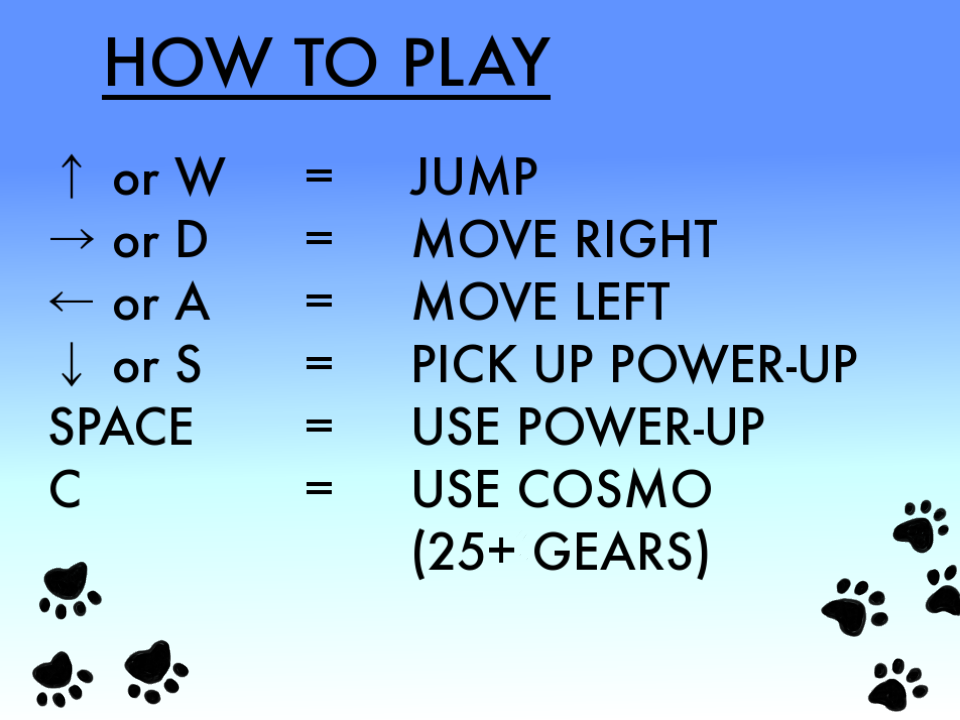 HOW TO PLAY
↑ or W = JUMP
→ or D = MOVE RIGHT
← or A = MOVE LEFT
↓ or S = PICK UP POWER-UP
SPACE = USE POWER-UP
C = USE COSMO
(25+ GEARS)